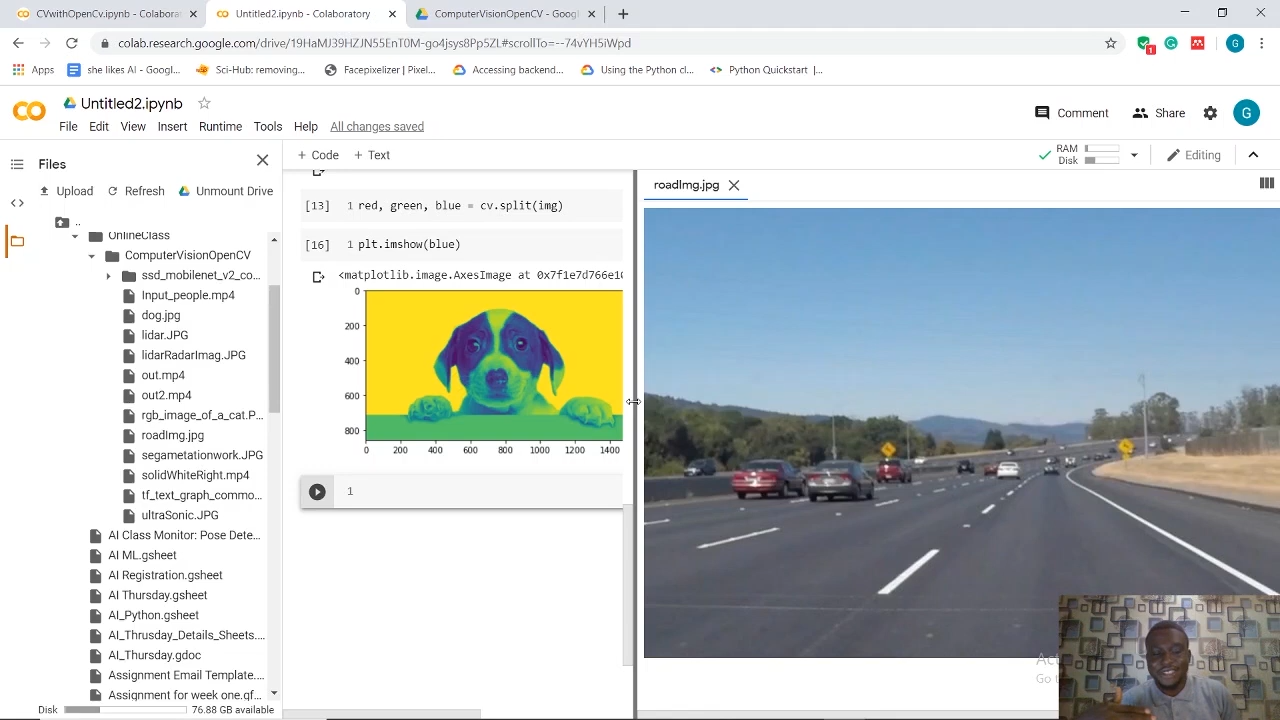 CVwithOpenCV.ipynb - Colaborat
Untitled2.ipynb - Colaboratory
ComputerVisionOpenCV - Googl
colab.research.google.com/drive/19HaMJ39HZJN55EnT0M-go4jsys8Pp5ZA#scrollTo=--74vYH5iWpd
Apps
she likes AI - Googl...
Sci-Hub: removing...
Facepixelizer | Pixel...
Accessing backend...
Using the Python cl...
Python Quickstart |...
Untitled2.ipynb
Comment
Share
G
File Edit View Insert Runtime Tools Help All changes saved
Files
+ Code + Text
RAM
Disk
Editing
Upload Refresh Unmount Drive
..
OnlineClass
ComputerVisionOpenCV
ssd_mobilenet_v2_co...
Input_people.mp4
dog.jpg
lidar.JPG
lidarRadarImag.JPG
out.mp4
out2.mp4
rgb_image_of_a_cat.P...
roadImg.jpg
segametationwork.JPG
solidWhiteRight.mp4
tf_text_graph_commo...
ultraSonic.JPG
AI Class Monitor: Pose Dete...
AI ML.gsheet
AI Registration.gsheet
AI Thursday.gsheet
AI_Python.gsheet
AI_Thrusday_Details_Sheets....
AI_Thursday.gdoc
Assignment Email Template....
Assignment for week one.gf...
Disk 76.88 GB available
[13] 1 red, green, blue = cv.split(img)
[16] 1 plt.imshow(blue)
<matplotlib.image.AxesImage at 0x7f1e7d766e10
0
200
400
600
800
0 200 400 600 800 1000 1200 1400
1
roadImg.jpg